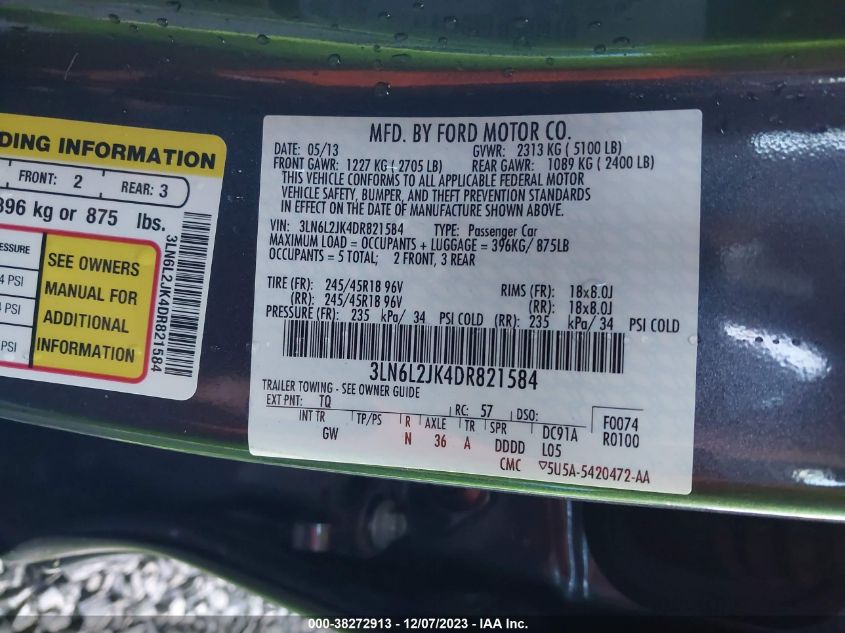 DING INFORMATION
FRONT: 2
REAR: 3
396 kg or 875 lbs.
ESSURE
4 PSI
4 PSI
PSI
SEE OWNERS
MANUAL FOR
ADDITIONAL
INFORMATION
3LN6L2JK4DR821584
MFD. BY FORD MOTOR CO.
DATE: 05/13 GVWR: 2313 KG (5100 LB)
FRONT GAWR: 1227 KG (2705 LB) REAR GAWR: 1089 KG (2400 LB)
THIS VEHICLE CONFORMS TO ALL APPLICABLE FEDERAL MOTOR
VEHICLE SAFETY, BUMPER, AND THEFT PREVENTION STANDARDS
IN EFFECT ON THE DATE OF MANUFACTURE SHOWN ABOVE.
VIN: 3LN6L2JK4DR821584 TYPE: Passenger Car
MAXIMUM LOAD = OCCUPANTS + LUGGAGE = 396KG/ 875LB
OCCUPANTS = 5 TOTAL; 2 FRONT, 3 REAR
TIRE (FR): 245/45R18 96V RIMS (FR): 18x8.0J
(RR): 245/45R18 96V (RR): 18x8.0J
PRESSURE (FR): 235 kPa/ 34 PSI COLD (RR): 235 kPa/ 34 PSI COLD
3LN6L2JK4DR821584
TRAILER TOWING - SEE OWNER GUIDE
EXT PNT: TQ RC: 57 DSO:
INT TR TP/PS R AXLE TR SPR DC91A F0074
GW N 36 A DDDD L05 R0100
CMC ▽5U5A-5420472-AA
000-38272913 - 12/07/2023 - IAA Inc.